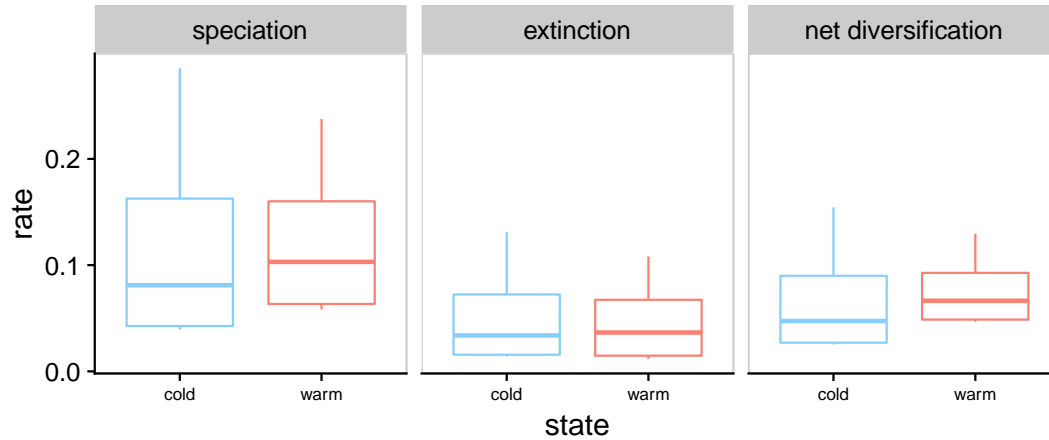 speciation
extinction
net diversification
rate
0.2
0.1
0.0
cold
warm
cold
warm
cold
warm
state